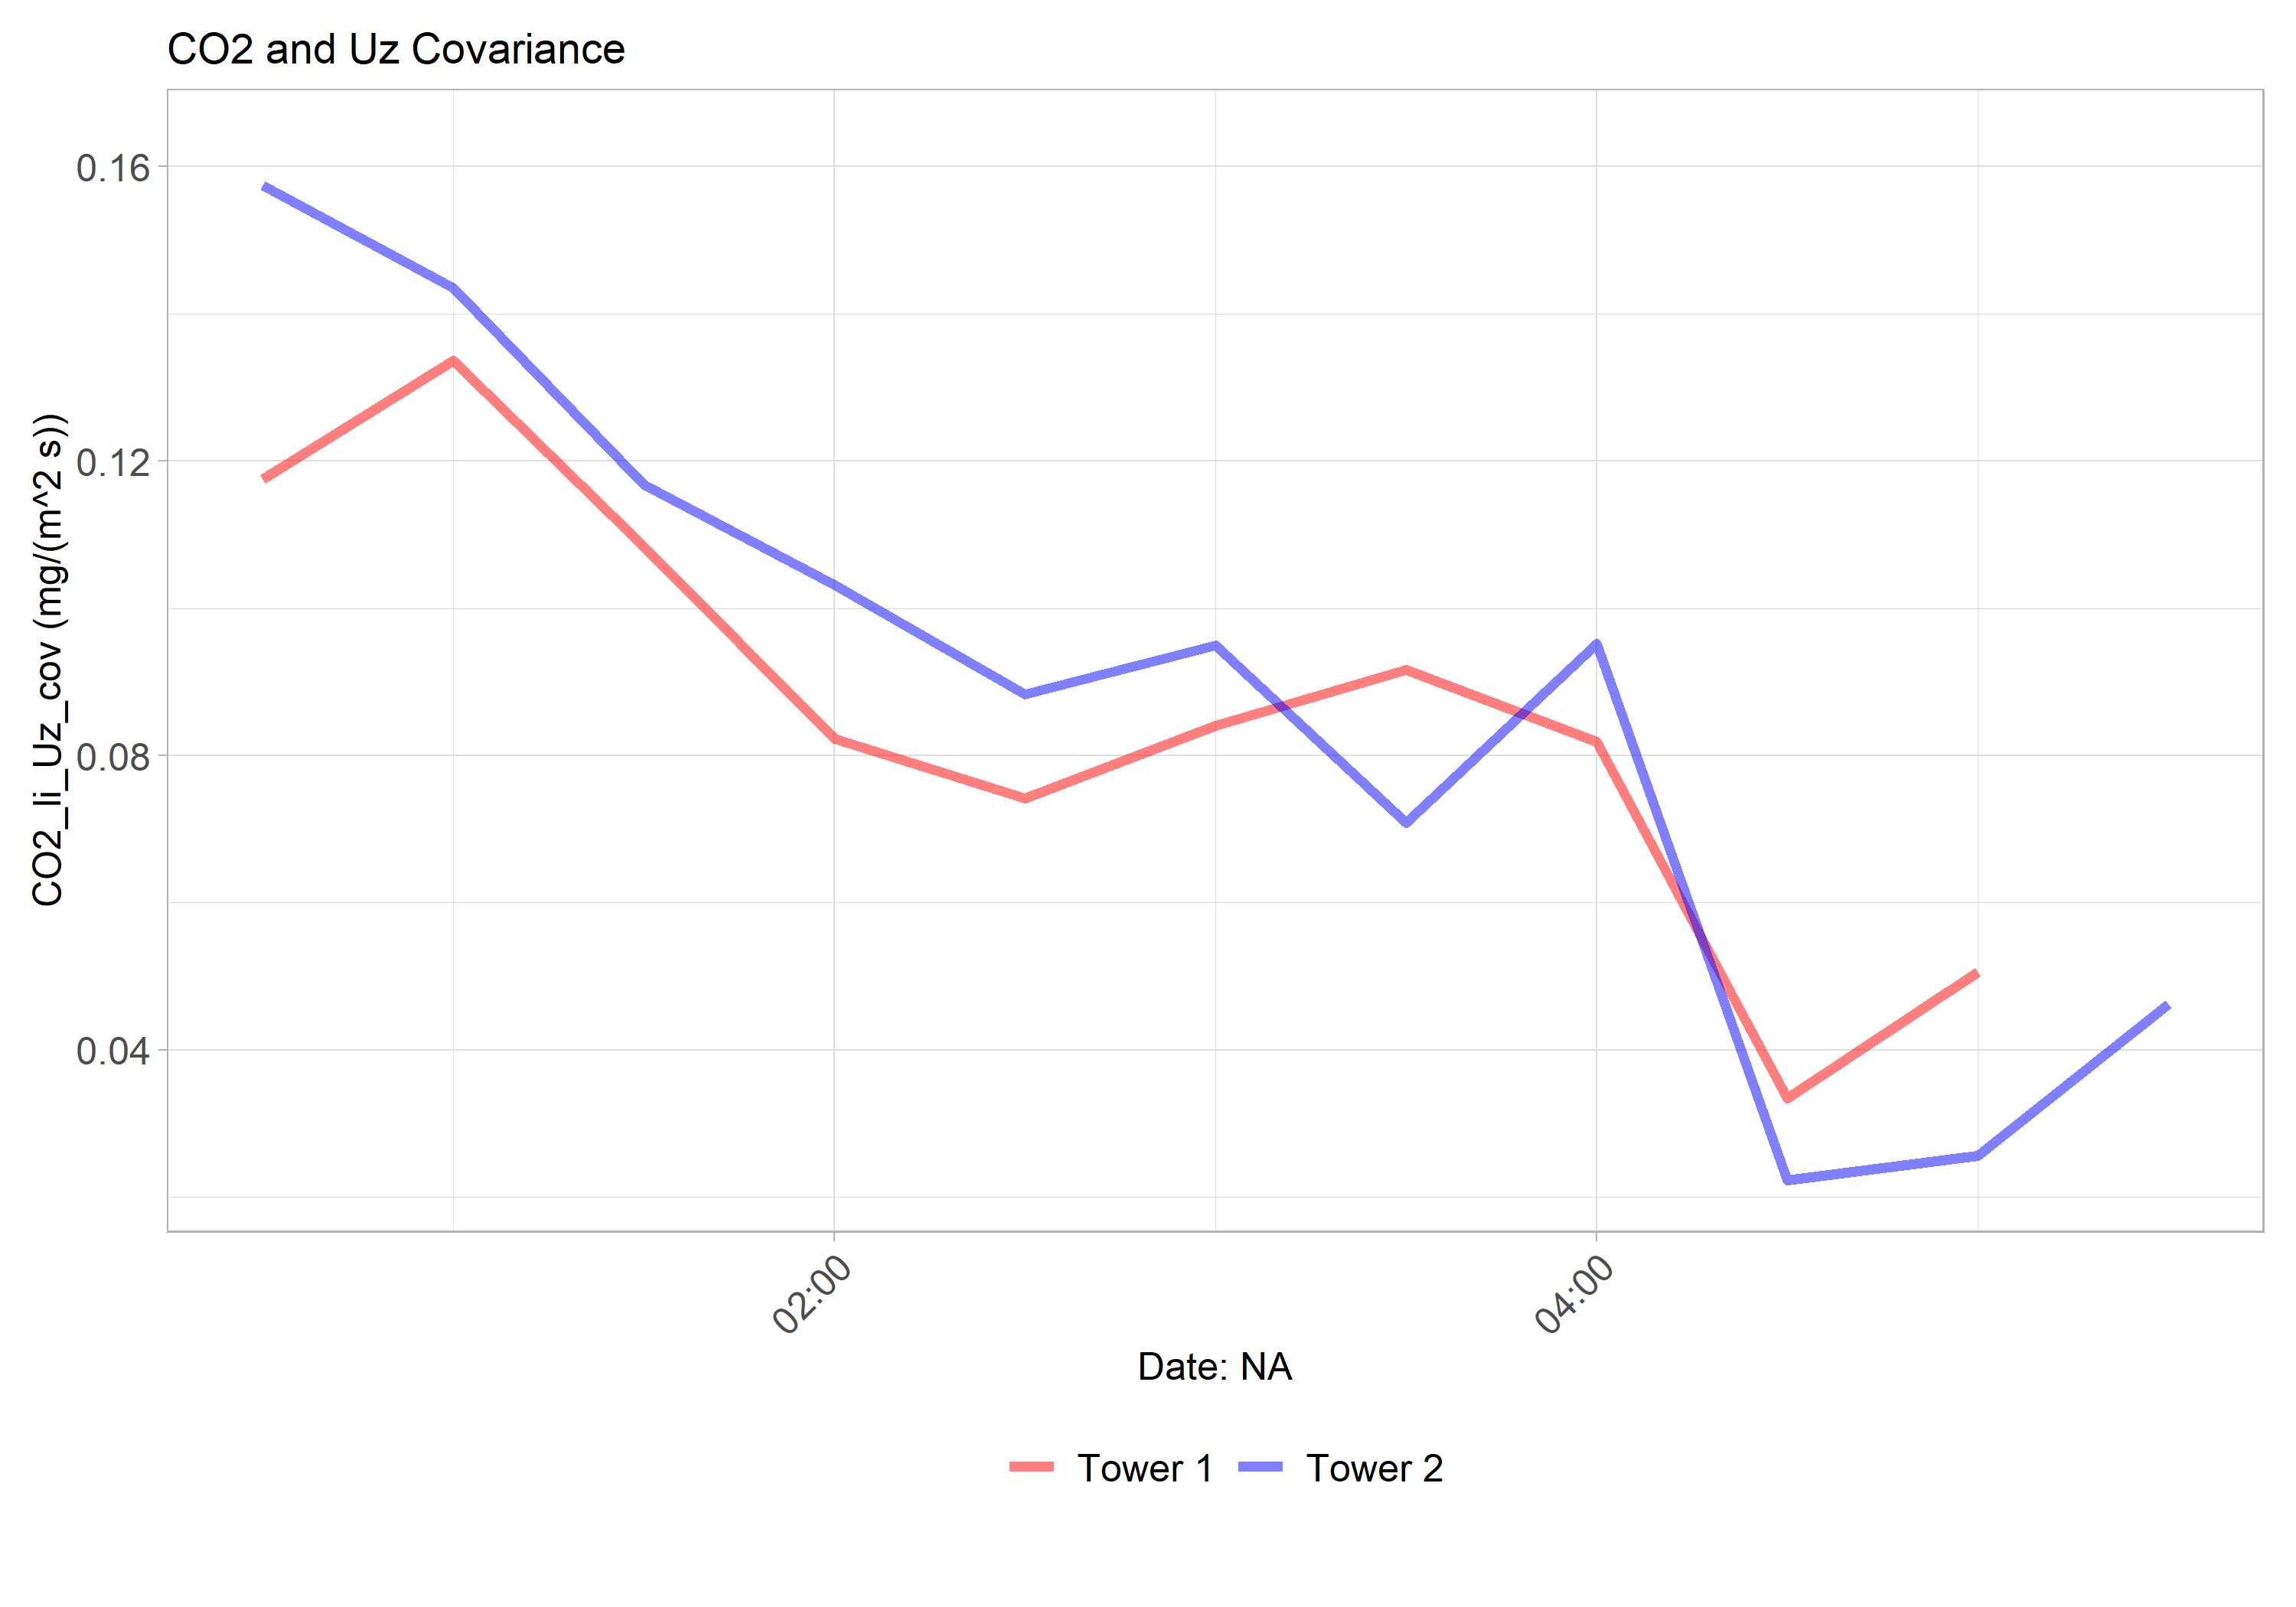 CO2 and Uz Covariance
CO2_li_Uz_cov (mg/(m^2 s))
0.16
0.12
0.08
0.04
02:00
04:00
Date: NA
Tower 1
Tower 2